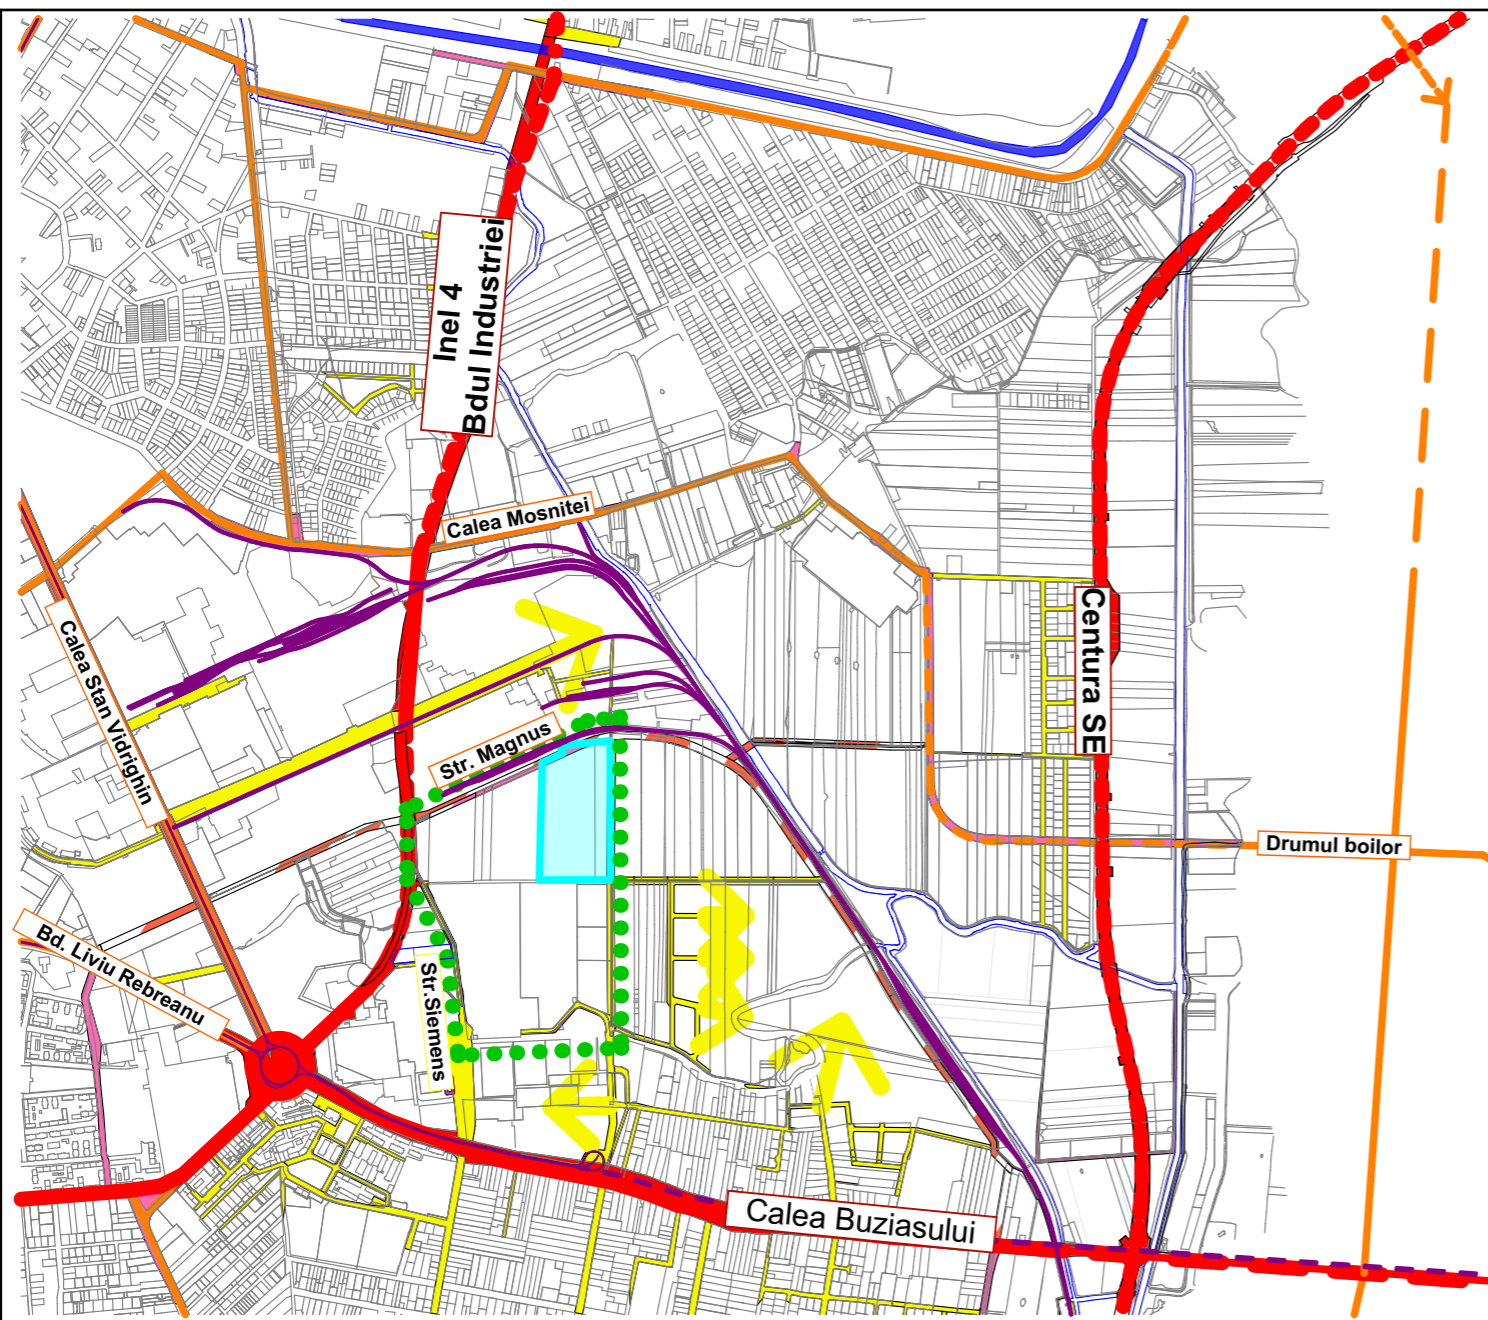 Inel 4
Bdul Industriei
Calea Mosnitei
Calea Stan Vidrighin
Centura SE
Str. Magnus
Drumul boilor
Bd. Liviu Rebreanu
Str.Siemens
Calea Buziasului